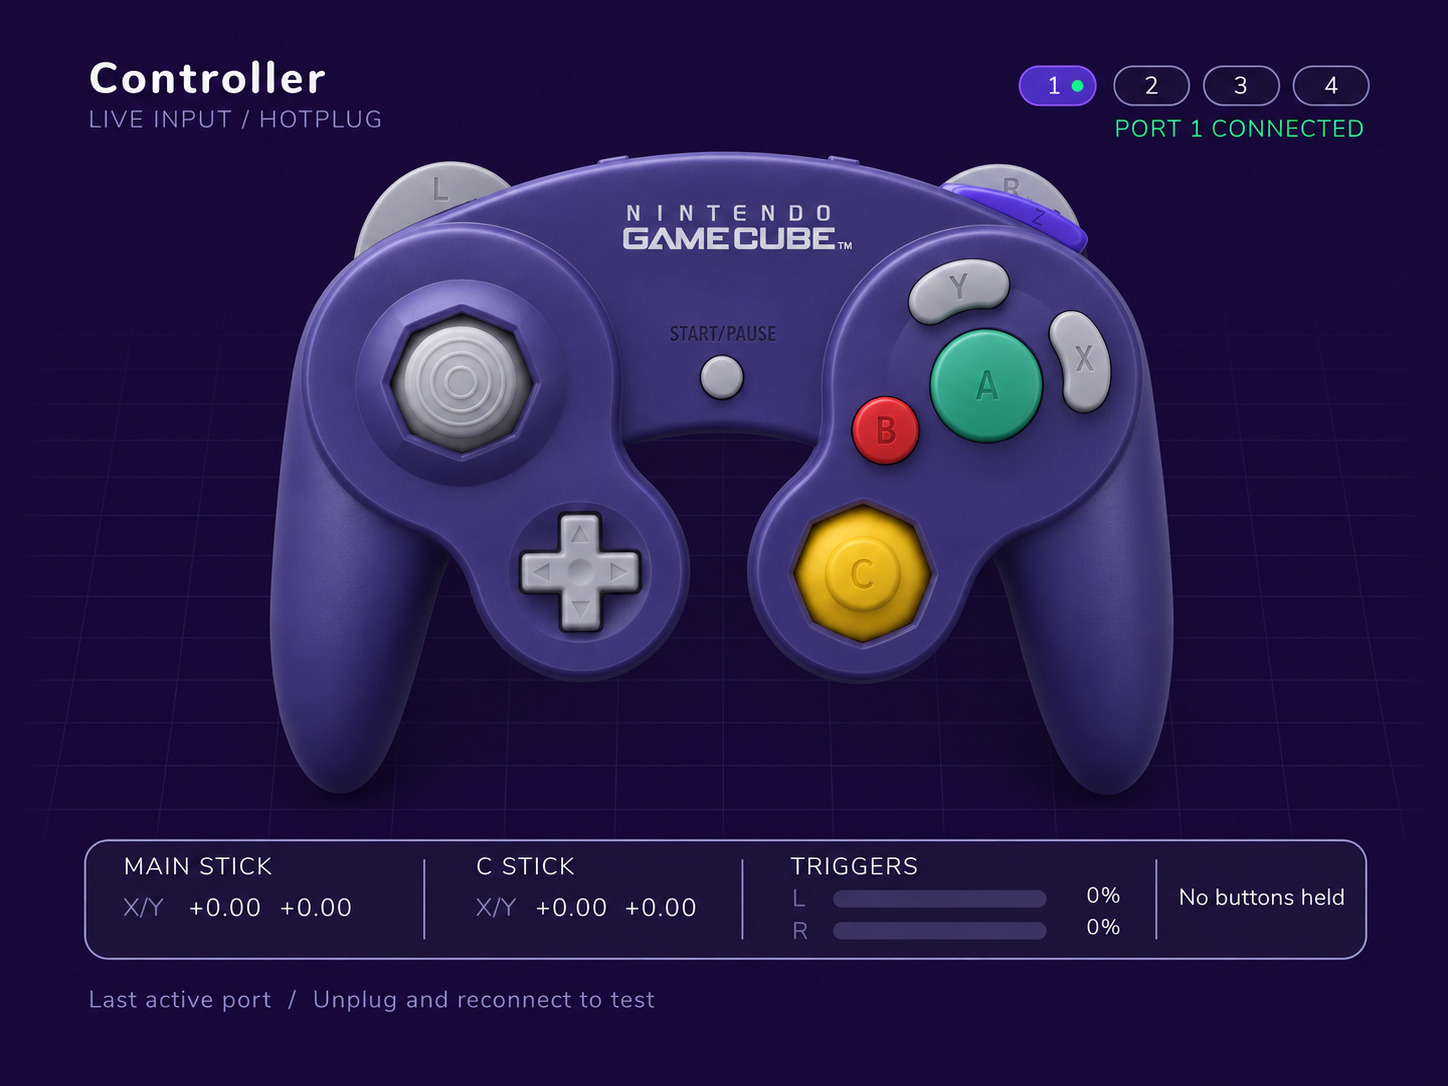 Controller
LIVE INPUT / HOTPLUG
1 2 3 4
PORT 1 CONNECTED
L
R
Z
NINTENDO
GAMECUBE™
START/PAUSE
Y
X
A
B
C
MAIN STICK
X/Y +0.00 +0.00
C STICK
X/Y +0.00 +0.00
TRIGGERS
L 0%
R 0%
No buttons held
Last active port / Unplug and reconnect to test